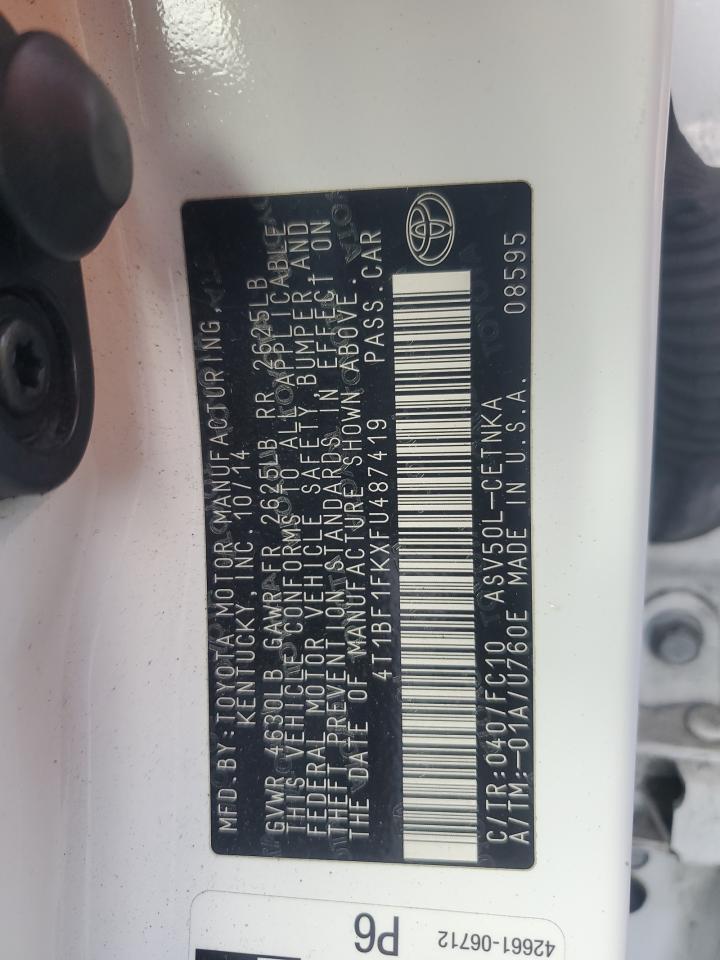 MFD. BY: TOYOTA MOTOR MANUFACTURING,
KENTUCKY, INC. 10/14
GVWR 4630LB GAWR FR 2625LB RR 2625LB
THIS VEHICLE CONFORMS TO ALL APPLICABLE
FEDERAL MOTOR VEHICLE SAFETY, BUMPER, AND
THEFT PREVENTION STANDARDS IN EFFECT ON
THE DATE OF MANUFACTURE SHOWN ABOVE.
4T1BF1FKXFU487419 PASS.CAR
C/TR:040/FC10 ASV50L-CETNKA
A/TM:-01A/U760E MADE IN U.S.A. 08595
P6
42661-06712